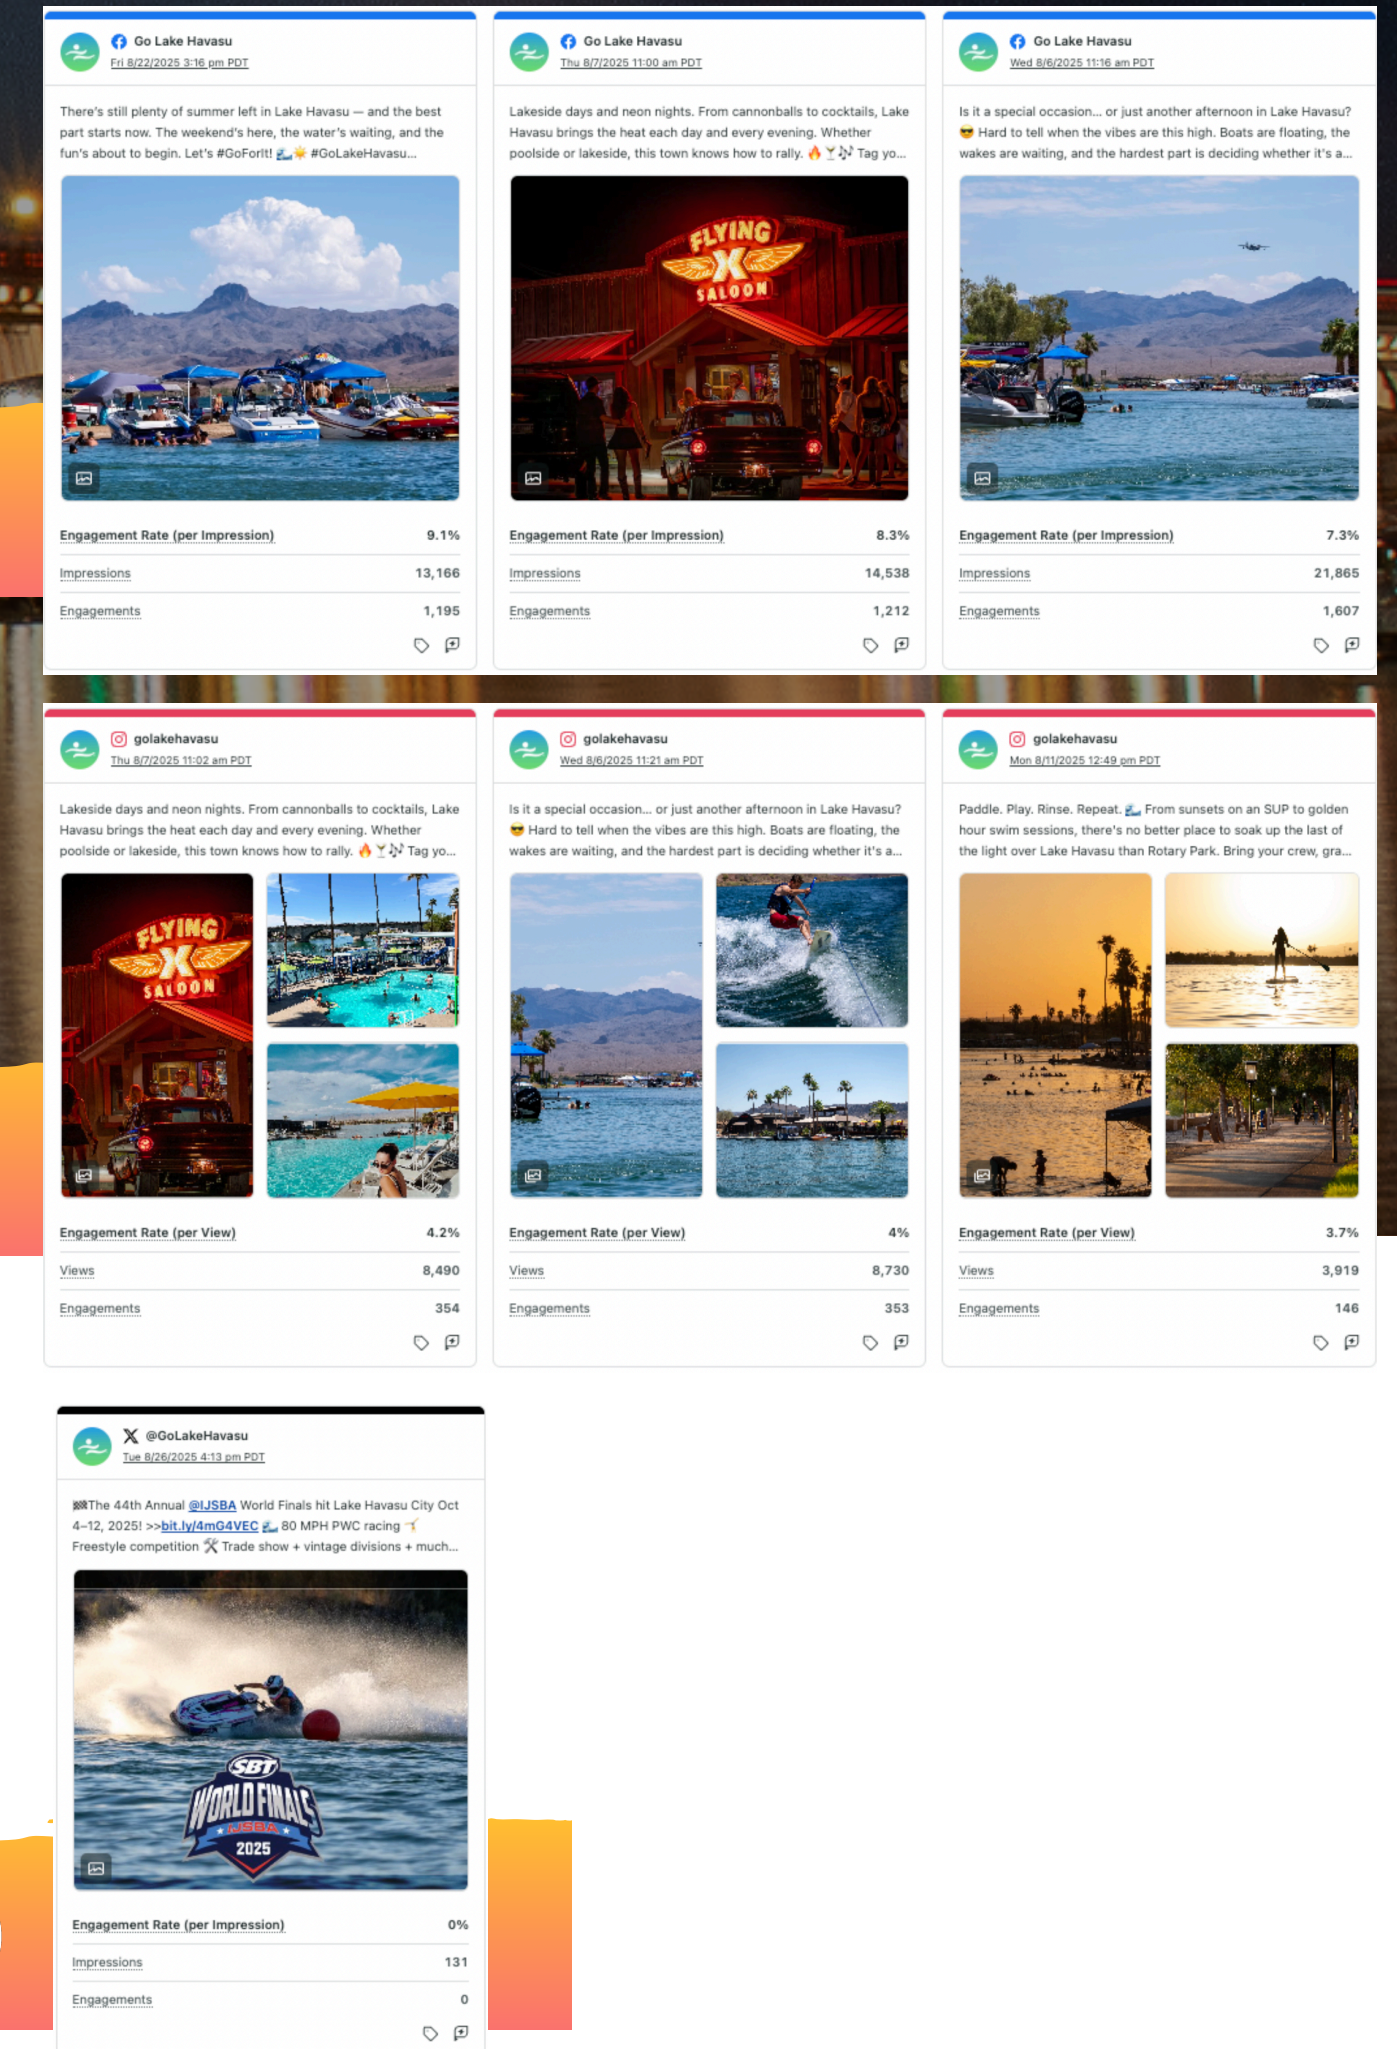 Go Lake Havasu
Fri 8/22/2025 3:16 pm PDT
There's still plenty of summer left in Lake Havasu — and the best
part starts now. The weekend's here, the water's waiting, and the
fun's about to begin. Let's #GoForIt! 🌊☀️ #GoLakeHavasu...
Engagement Rate (per Impression) 9.1%
Impressions 13,166
Engagements 1,195
Go Lake Havasu
Thu 8/7/2025 11:00 am PDT
Lakeside days and neon nights. From cannonballs to cocktails, Lake
Havasu brings the heat each day and every evening. Whether
poolside or lakeside, this town knows how to rally. 🔥🍸🎶 Tag yo...
FLYING
X
SALOON
Engagement Rate (per Impression) 8.3%
Impressions 14,538
Engagements 1,212
Go Lake Havasu
Wed 8/6/2025 11:16 am PDT
Is it a special occasion... or just another afternoon in Lake Havasu?
😎 Hard to tell when the vibes are this high. Boats are floating, the
wakes are waiting, and the hardest part is deciding whether it's a...
Engagement Rate (per Impression) 7.3%
Impressions 21,865
Engagements 1,607
golakehavasu
Thu 8/7/2025 11:02 am PDT
Lakeside days and neon nights. From cannonballs to cocktails, Lake
Havasu brings the heat each day and every evening. Whether
poolside or lakeside, this town knows how to rally. 🔥🍸🎶 Tag yo...
FLYING
X
SALOON
Engagement Rate (per View) 4.2%
Views 8,490
Engagements 354
golakehavasu
Wed 8/6/2025 11:21 am PDT
Is it a special occasion... or just another afternoon in Lake Havasu?
😎 Hard to tell when the vibes are this high. Boats are floating, the
wakes are waiting, and the hardest part is deciding whether it's a...
Engagement Rate (per View) 4%
Views 8,730
Engagements 353
golakehavasu
Mon 8/11/2025 12:49 pm PDT
Paddle. Play. Rinse. Repeat. 🌊 From sunsets on an SUP to golden
hour swim sessions, there's no better place to soak up the last of
the light over Lake Havasu than Rotary Park. Bring your crew, gra...
Engagement Rate (per View) 3.7%
Views 3,919
Engagements 146
@GoLakeHavasu
Tue 8/26/2025 4:13 pm PDT
🏁The 44th Annual @IJSBA World Finals hit Lake Havasu City Oct
4–12, 2025! >>bit.ly/4mG4VEC 🌊 80 MPH PWC racing 🤸
Freestyle competition 🛠️ Trade show + vintage divisions + much...
SBT
WORLD FINALS
IJSBA
2025
Engagement Rate (per Impression) 0%
Impressions 131
Engagements 0